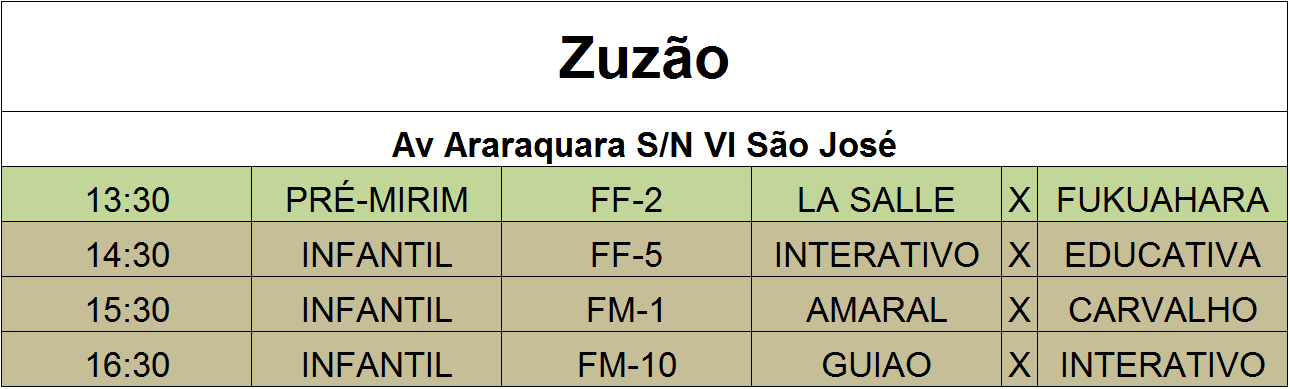 Zuzão
Av Araraquara S/N Vl São José
13:30 PRÉ-MIRIM FF-2 LA SALLE X FUKUAHARA
14:30 INFANTIL FF-5 INTERATIVO X EDUCATIVA
15:30 INFANTIL FM-1 AMARAL X CARVALHO
16:30 INFANTIL FM-10 GUIAO X INTERATIVO